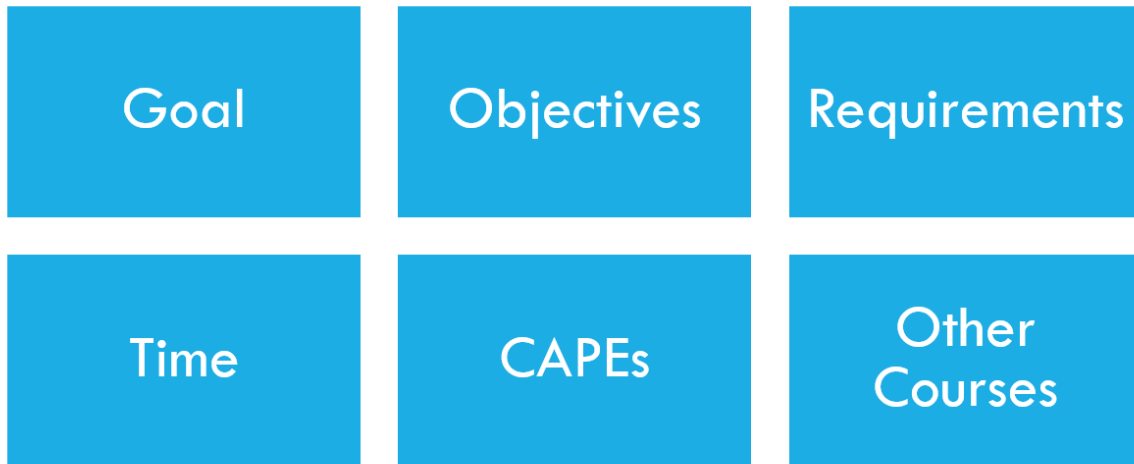 Goal
Objectives
Requirements
Time
CAPEs
Other
Courses